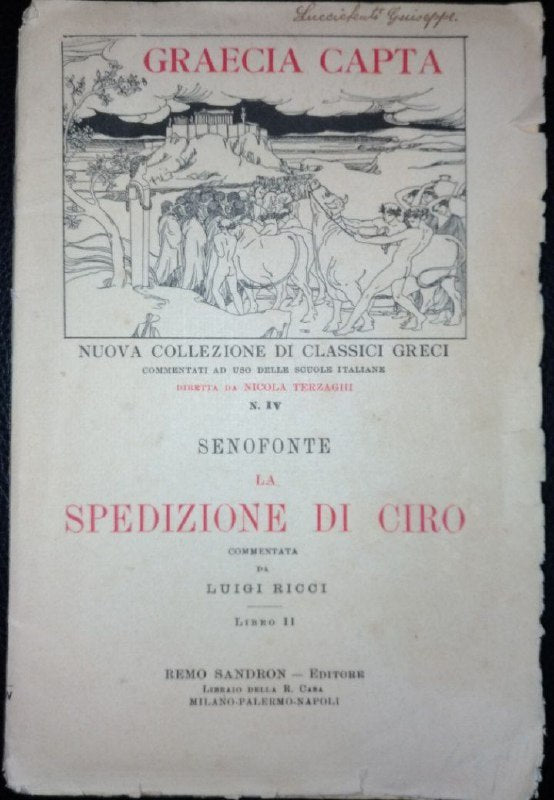 Giuseppe.
GRAECIA CAPTA
NUOVA COLLEZIONE DI CLASSICI GRECI
COMMENTATI AD USO DELLE SCUOLE ITALIANE
DIRETTA DA NICOLA TERZAGHI
N. IV
SENOFONTE
LA
SPEDIZIONE DI CIRO
COMMENTATA
DA
LUIGI RICCI
LIBRO II
REMO SANDRON — EDITORE
LIBRAIO DELLA R. CASA
MILANO-PALERMO-NAPOLI